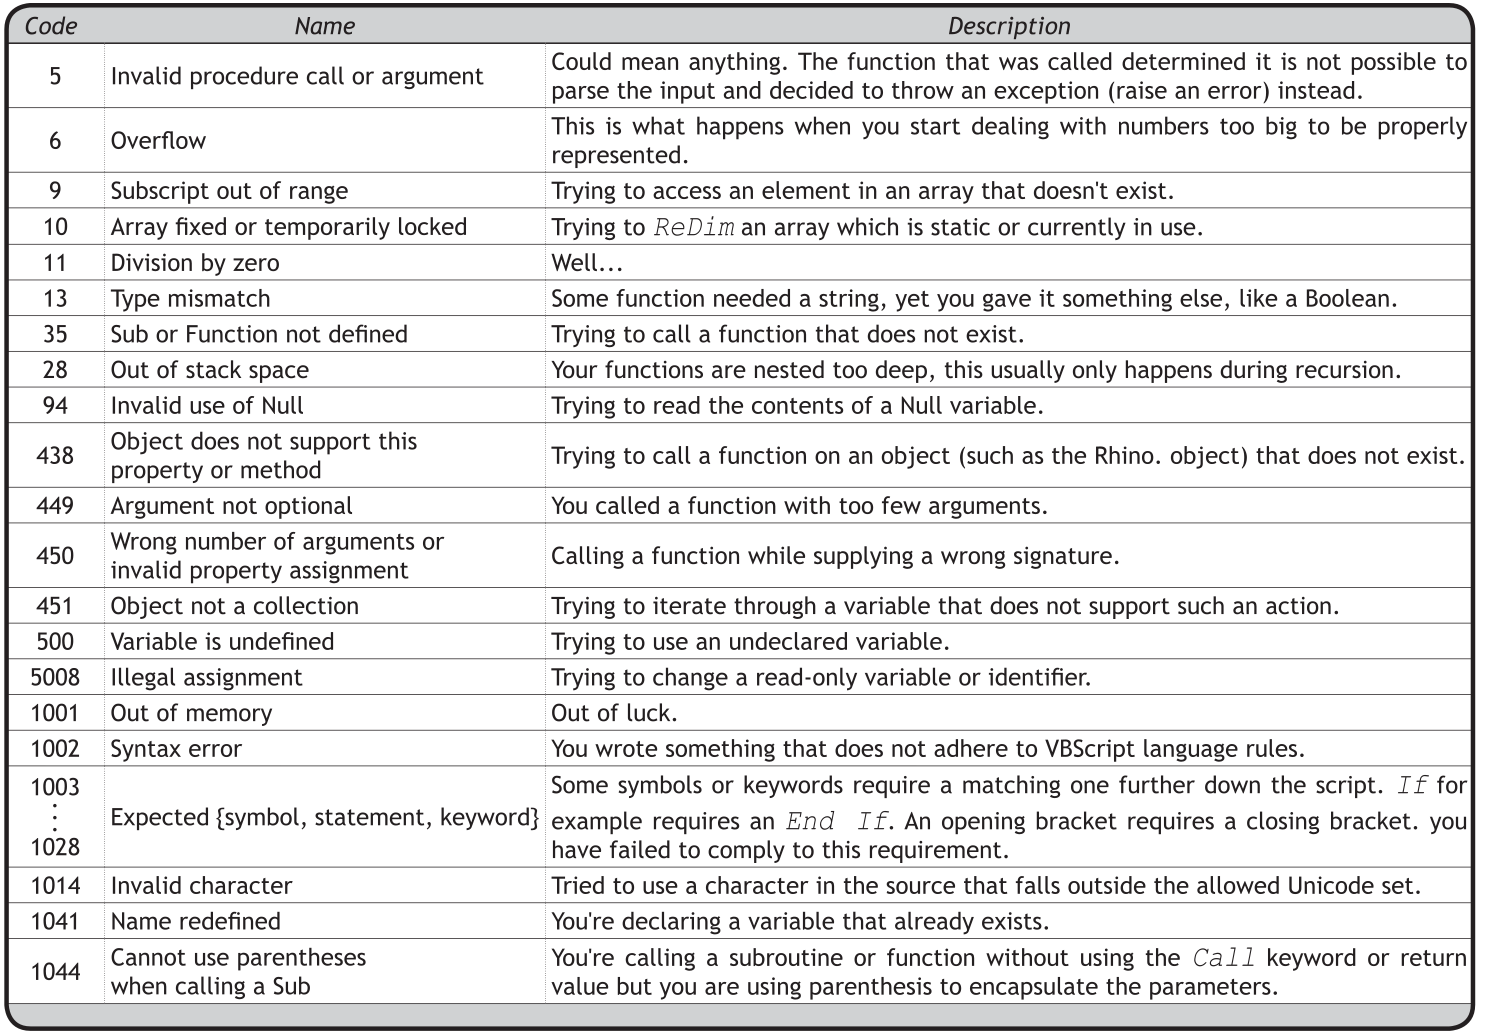 Code Name Description
5 Invalid procedure call or argument Could mean anything. The function that was called determined it is not possible to
parse the input and decided to throw an exception (raise an error) instead.
6 Overflow This is what happens when you start dealing with numbers too big to be properly
represented.
9 Subscript out of range Trying to access an element in an array that doesn't exist.
10 Array fixed or temporarily locked Trying to ReDim an array which is static or currently in use.
11 Division by zero Well...
13 Type mismatch Some function needed a string, yet you gave it something else, like a Boolean.
35 Sub or Function not defined Trying to call a function that does not exist.
28 Out of stack space Your functions are nested too deep, this usually only happens during recursion.
94 Invalid use of Null Trying to read the contents of a Null variable.
438 Object does not support this
property or method Trying to call a function on an object (such as the Rhino. object) that does not exist.
449 Argument not optional You called a function with too few arguments.
450 Wrong number of arguments or
invalid property assignment Calling a function while supplying a wrong signature.
451 Object not a collection Trying to iterate through a variable that does not support such an action.
500 Variable is undefined Trying to use an undeclared variable.
5008 Illegal assignment Trying to change a read-only variable or identifier.
1001 Out of memory Out of luck.
1002 Syntax error You wrote something that does not adhere to VBScript language rules.
1003
⋮
1028 Expected {symbol, statement, keyword} Some symbols or keywords require a matching one further down the script. If for
example requires an End If. An opening bracket requires a closing bracket. you
have failed to comply to this requirement.
1014 Invalid character Tried to use a character in the source that falls outside the allowed Unicode set.
1041 Name redefined You're declaring a variable that already exists.
1044 Cannot use parentheses
when calling a Sub You're calling a subroutine or function without using the Call keyword or return
value but you are using parenthesis to encapsulate the parameters.